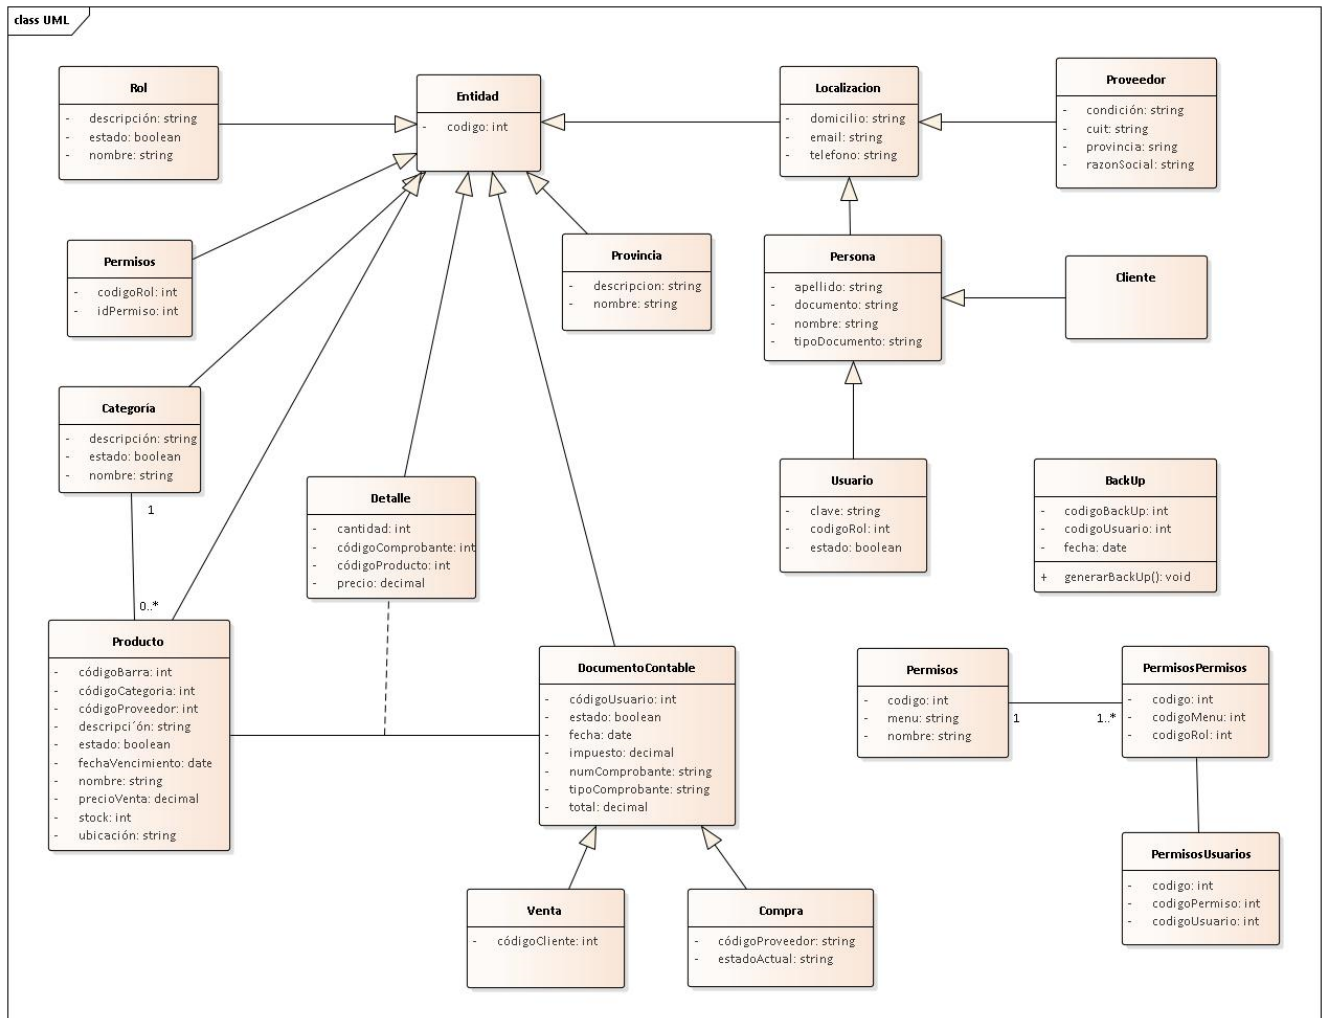 class UML
Rol
- descripción: string
- estado: boolean
- nombre: string
Entidad
- codigo: int
Localizacion
- domicilio: string
- email: string
- telefono: string
Proveedor
- condición: string
- cuit: string
- provincia: sring
- razonSocial: string
Permisos
- codigoRol: int
- idPermiso: int
Provincia
- descripcion: string
- nombre: string
Persona
- apellido: string
- documento: string
- nombre: string
- tipoDocumento: string
Cliente
Categoría
- descripción: string
- estado: boolean
- nombre: string
1
0..*
Detalle
- cantidad: int
- códigoComprobante: int
- códigoProducto: int
- precio: decimal
Usuario
- clave: string
- codigoRol: int
- estado: boolean
BackUp
- codigoBackUp: int
- codigoUsuario: int
- fecha: date
+ generarBackUp(): void
Producto
- códigoBarra: int
- códigoCategoria: int
- códigoProveedor: int
- descripci´ón: string
- estado: boolean
- fechaVencimiento: date
- nombre: string
- precioVenta: decimal
- stock: int
- ubicación: string
DocumentoContable
- códigoUsuario: int
- estado: boolean
- fecha: date
- impuesto: decimal
- numComprobante: string
- tipoComprobante: string
- total: decimal
Permisos
- codigo: int
- menu: string
- nombre: string
1
1..*
PermisosPermisos
- codigo: int
- codigoMenu: int
- codigoRol: int
PermisosUsuarios
- codigo: int
- codigoPermiso: int
- codigoUsuario: int
Venta
- códigoCliente: int
Compra
- códigoProveedor: string
- estadoActual: string